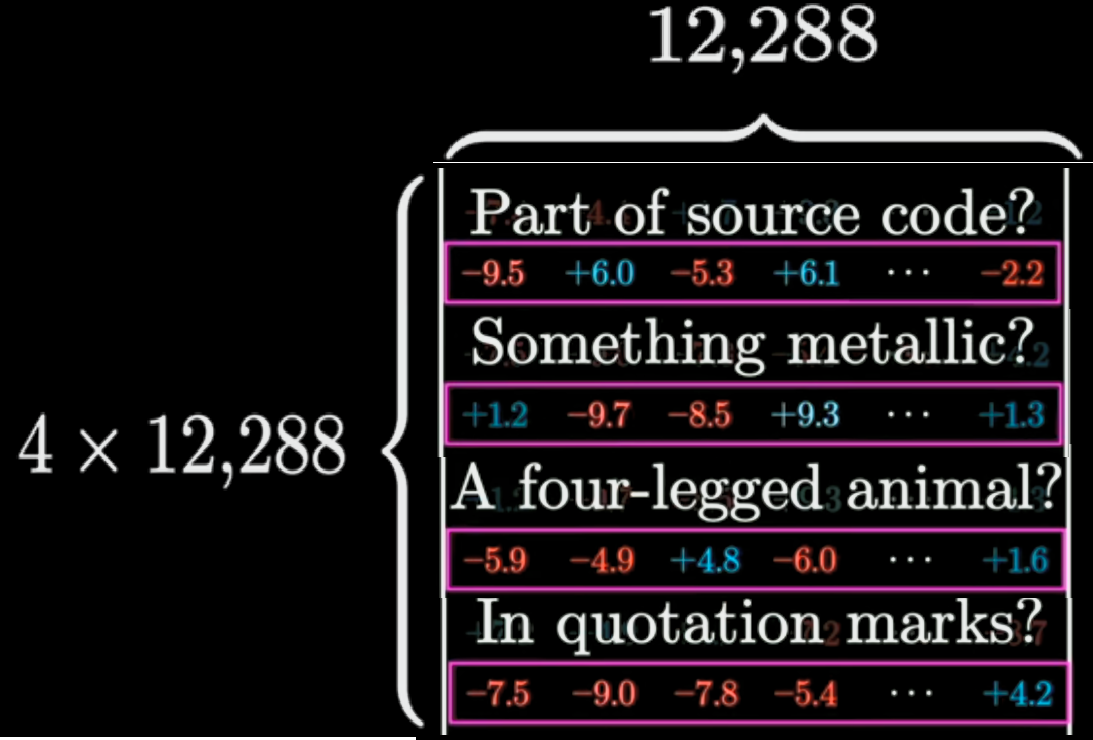 12,288
Part of source code?
−9.5 +6.0 −5.3 +6.1 ⋯ −2.2
Something metallic?
+1.2 −9.7 −8.5 +9.3 ⋯ +1.3
4 × 12,288
A four-legged animal?
−5.9 −4.9 +4.8 −6.0 ⋯ +1.6
In quotation marks?
−7.5 −9.0 −7.8 −5.4 ⋯ +4.2